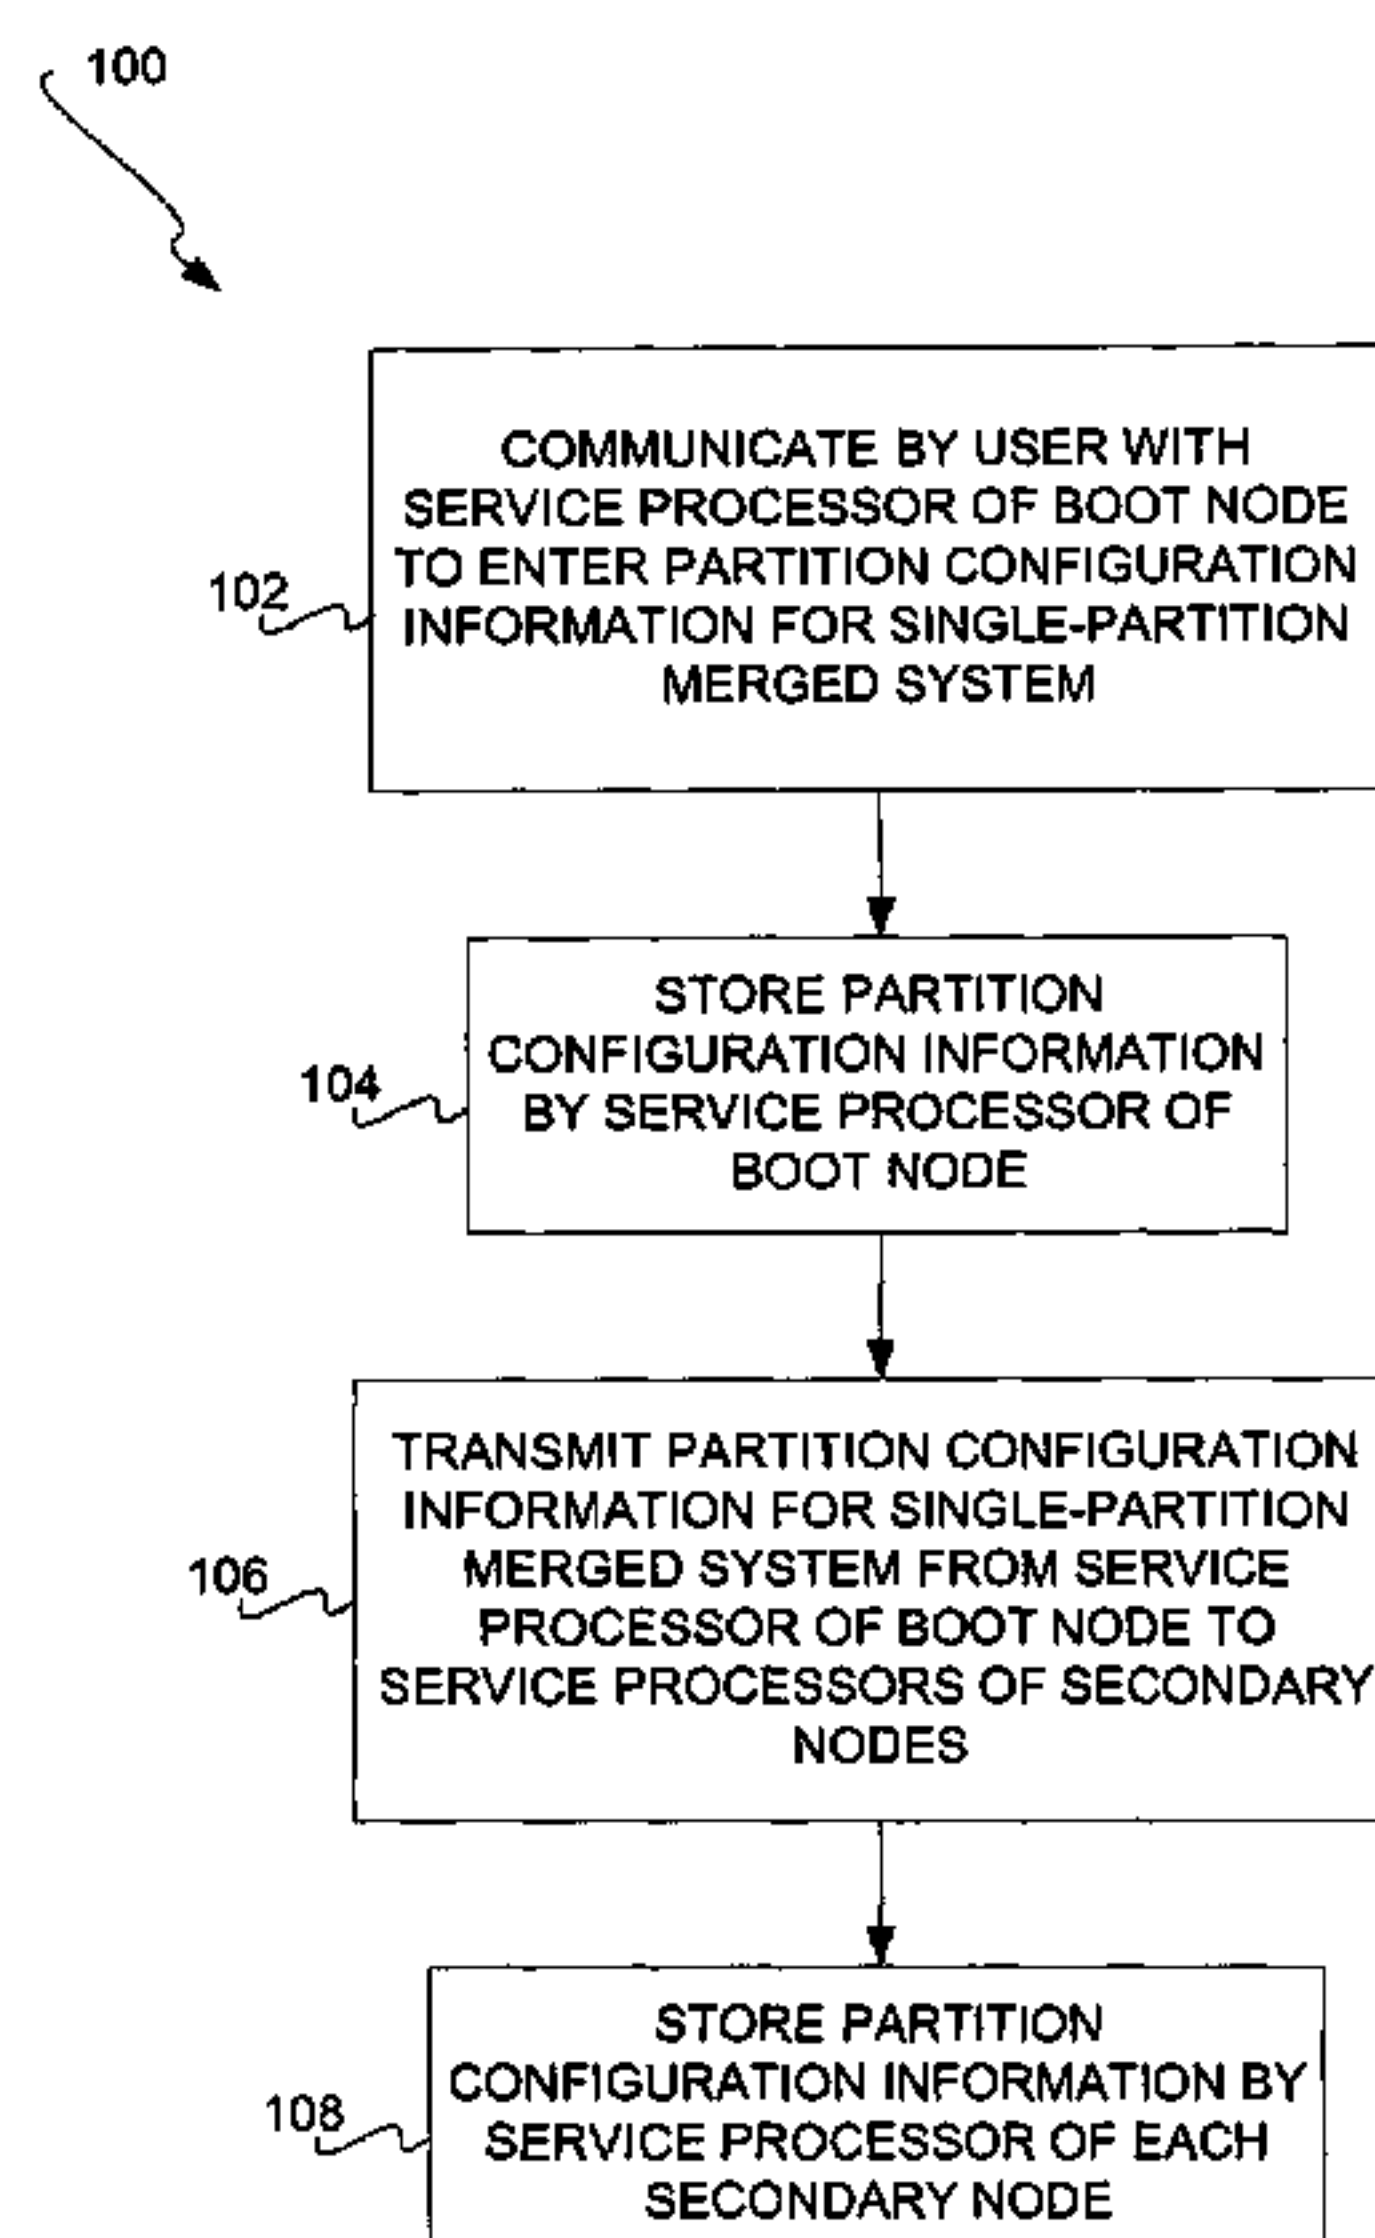 100
COMMUNICATE BY USER WITH
SERVICE PROCESSOR OF BOOT NODE
TO ENTER PARTITION CONFIGURATION
INFORMATION FOR SINGLE-PARTITION
MERGED SYSTEM
102
STORE PARTITION
CONFIGURATION INFORMATION
BY SERVICE PROCESSOR OF
BOOT NODE
104
TRANSMIT PARTITION CONFIGURATION
INFORMATION FOR SINGLE-PARTITION
MERGED SYSTEM FROM SERVICE
PROCESSOR OF BOOT NODE TO
SERVICE PROCESSORS OF SECONDARY
NODES
106
STORE PARTITION
CONFIGURATION INFORMATION BY
SERVICE PROCESSOR OF EACH
SECONDARY NODE
108